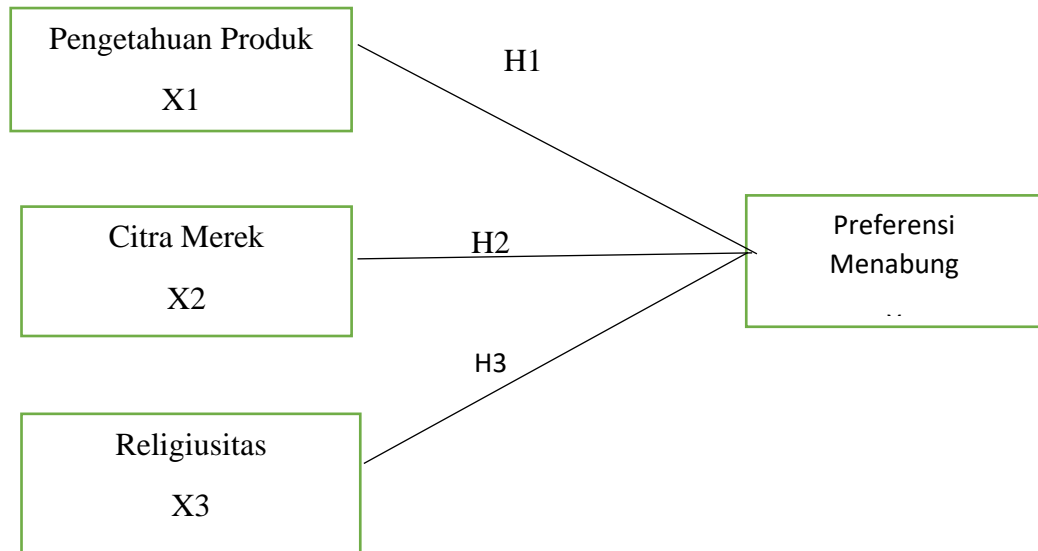 Pengetahuan Produk
X1
H1
Citra Merek
X2
H2
Preferensi
Menabung
H3
Religiusitas
X3